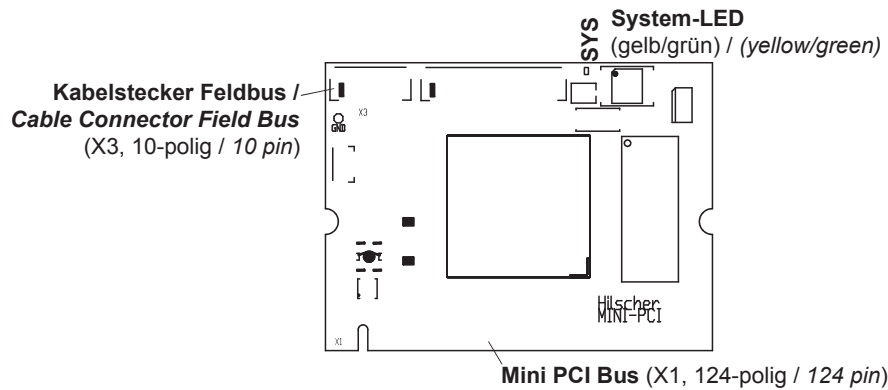 SYS
System-LED
(gelb/grün) / (yellow/green)
Kabelstecker Feldbus /
Cable Connector Field Bus
(X3, 10-polig / 10 pin)
X3
GND
Hilscher
MINI-PCI
X1
Mini PCI Bus (X1, 124-polig / 124 pin)